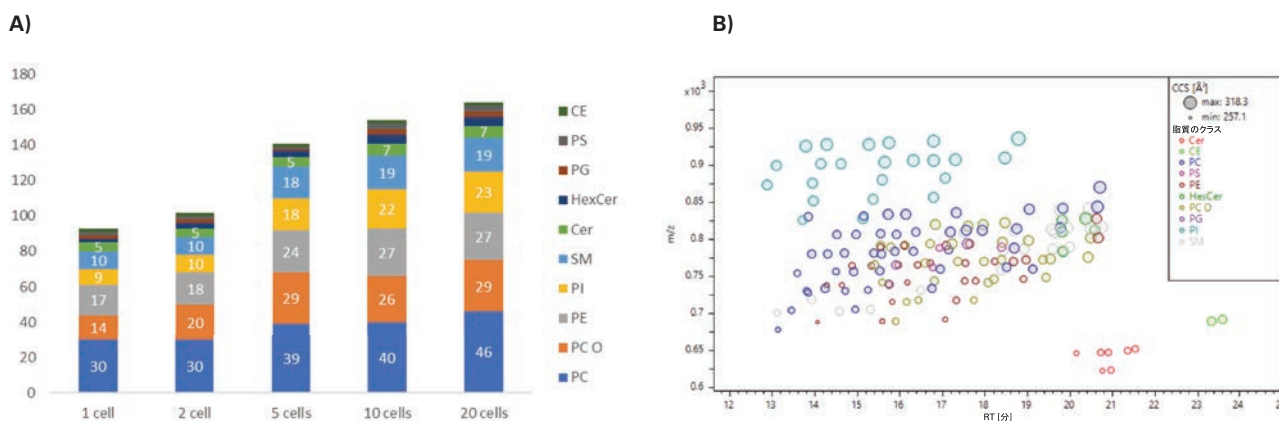 A)
180
160
140
120
100
80
60
40
20
0
5
10
9
17
14
30
5
10
10
18
20
30
5
18
18
24
29
39
7
19
22
27
26
40
7
19
23
27
29
46
1 cell
2 cell
5 cells
10 cells
20 cells
CE
PS
PG
HexCer
Cer
SM
PI
PE
PC O
PC
B)
x10³
0.95
0.9
0.85
0.8
0.75
0.7
0.65
0.6
m/z
12
13
14
15
16
17
18
19
20
21
22
23
24
RT [分]
CCS [Å²]
max: 318.3
min: 257.1
脂質のクラス
Cer
CE
PC
PS
PE
HexCer
PC O
PG
PI
SM